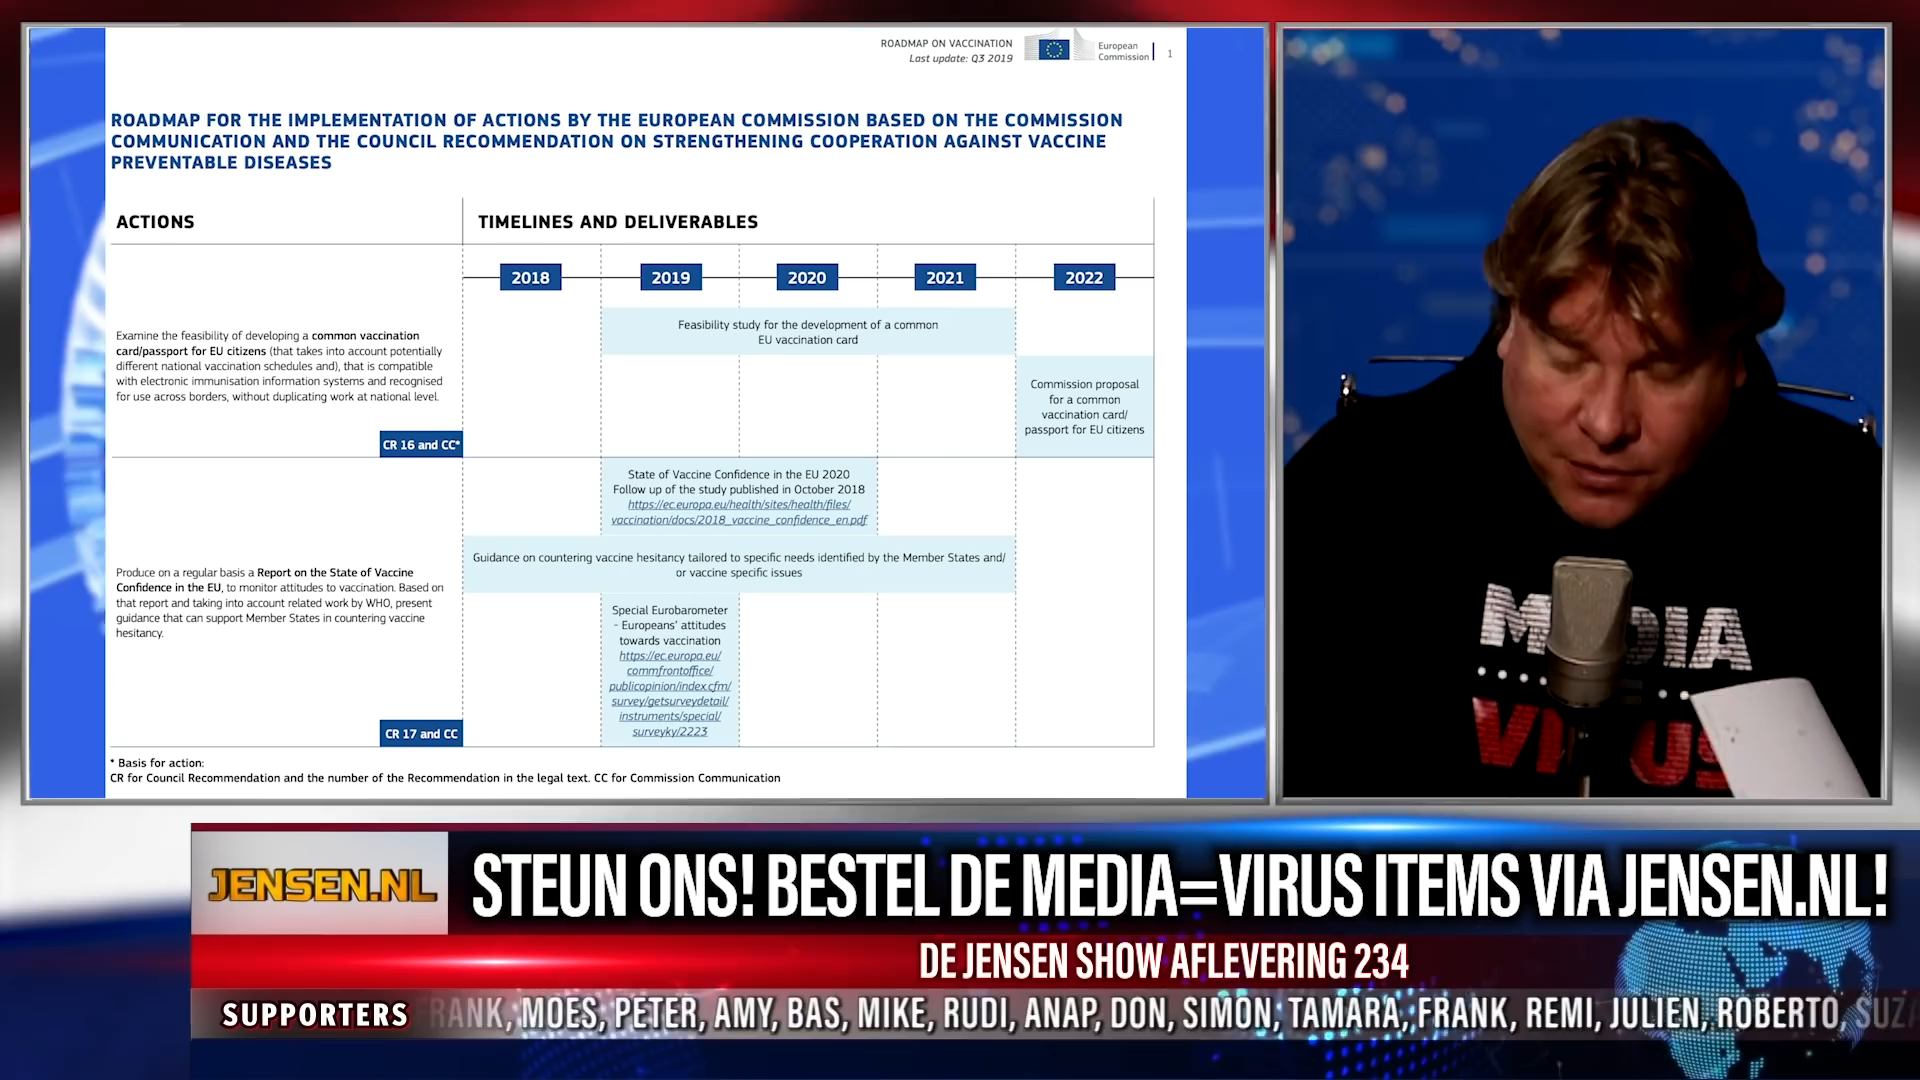 ROADMAP ON VACCINATION
Last update: Q3 2019
European
Commission
1
ROADMAP FOR THE IMPLEMENTATION OF ACTIONS BY THE EUROPEAN COMMISSION BASED ON THE COMMISSION
COMMUNICATION AND THE COUNCIL RECOMMENDATION ON STRENGTHENING COOPERATION AGAINST VACCINE
PREVENTABLE DISEASES
ACTIONS
TIMELINES AND DELIVERABLES
2018
2019
2020
2021
2022
Examine the feasibility of developing a common vaccination
card/passport for EU citizens (that takes into account potentially
different national vaccination schedules and), that is compatible
with electronic immunisation information systems and recognised
for use across borders, without duplicating work at national level.
CR 16 and CC*
Feasibility study for the development of a common
EU vaccination card
Commission proposal
for a common
vaccination card/
passport for EU citizens
Produce on a regular basis a Report on the State of Vaccine
Confidence in the EU, to monitor attitudes to vaccination. Based on
that report and taking into account related work by WHO, present
guidance that can support Member States in countering vaccine
hesitancy.
CR 17 and CC
State of Vaccine Confidence in the EU 2020
Follow up of the study published in October 2018
https://ec.europa.eu/health/sites/health/files/
vaccination/docs/2018_vaccine_confidence_en.pdf
Guidance on countering vaccine hesitancy tailored to specific needs identified by the Member States and/
or vaccine specific issues
Special Eurobarometer
- Europeans' attitudes
towards vaccination
https://ec.europa.eu/
commfrontoffice/
publicopinion/index.cfm/
survey/getsurveydetail/
instruments/special/
surveyky/2223
* Basis for action:
CR for Council Recommendation and the number of the Recommendation in the legal text. CC for Commission Communication
JENSEN.NL
STEUN ONS! BESTEL DE MEDIA=VIRUS ITEMS VIA JENSEN.NL!
DE JENSEN SHOW AFLEVERING 234
SUPPORTERS
RANK, MOES, PETER, AMY, BAS, MIKE, RUDI, ANAP, DON, SIMON, TAMARA, FRANK, REMI, JULIEN, ROBERTO, SUZ